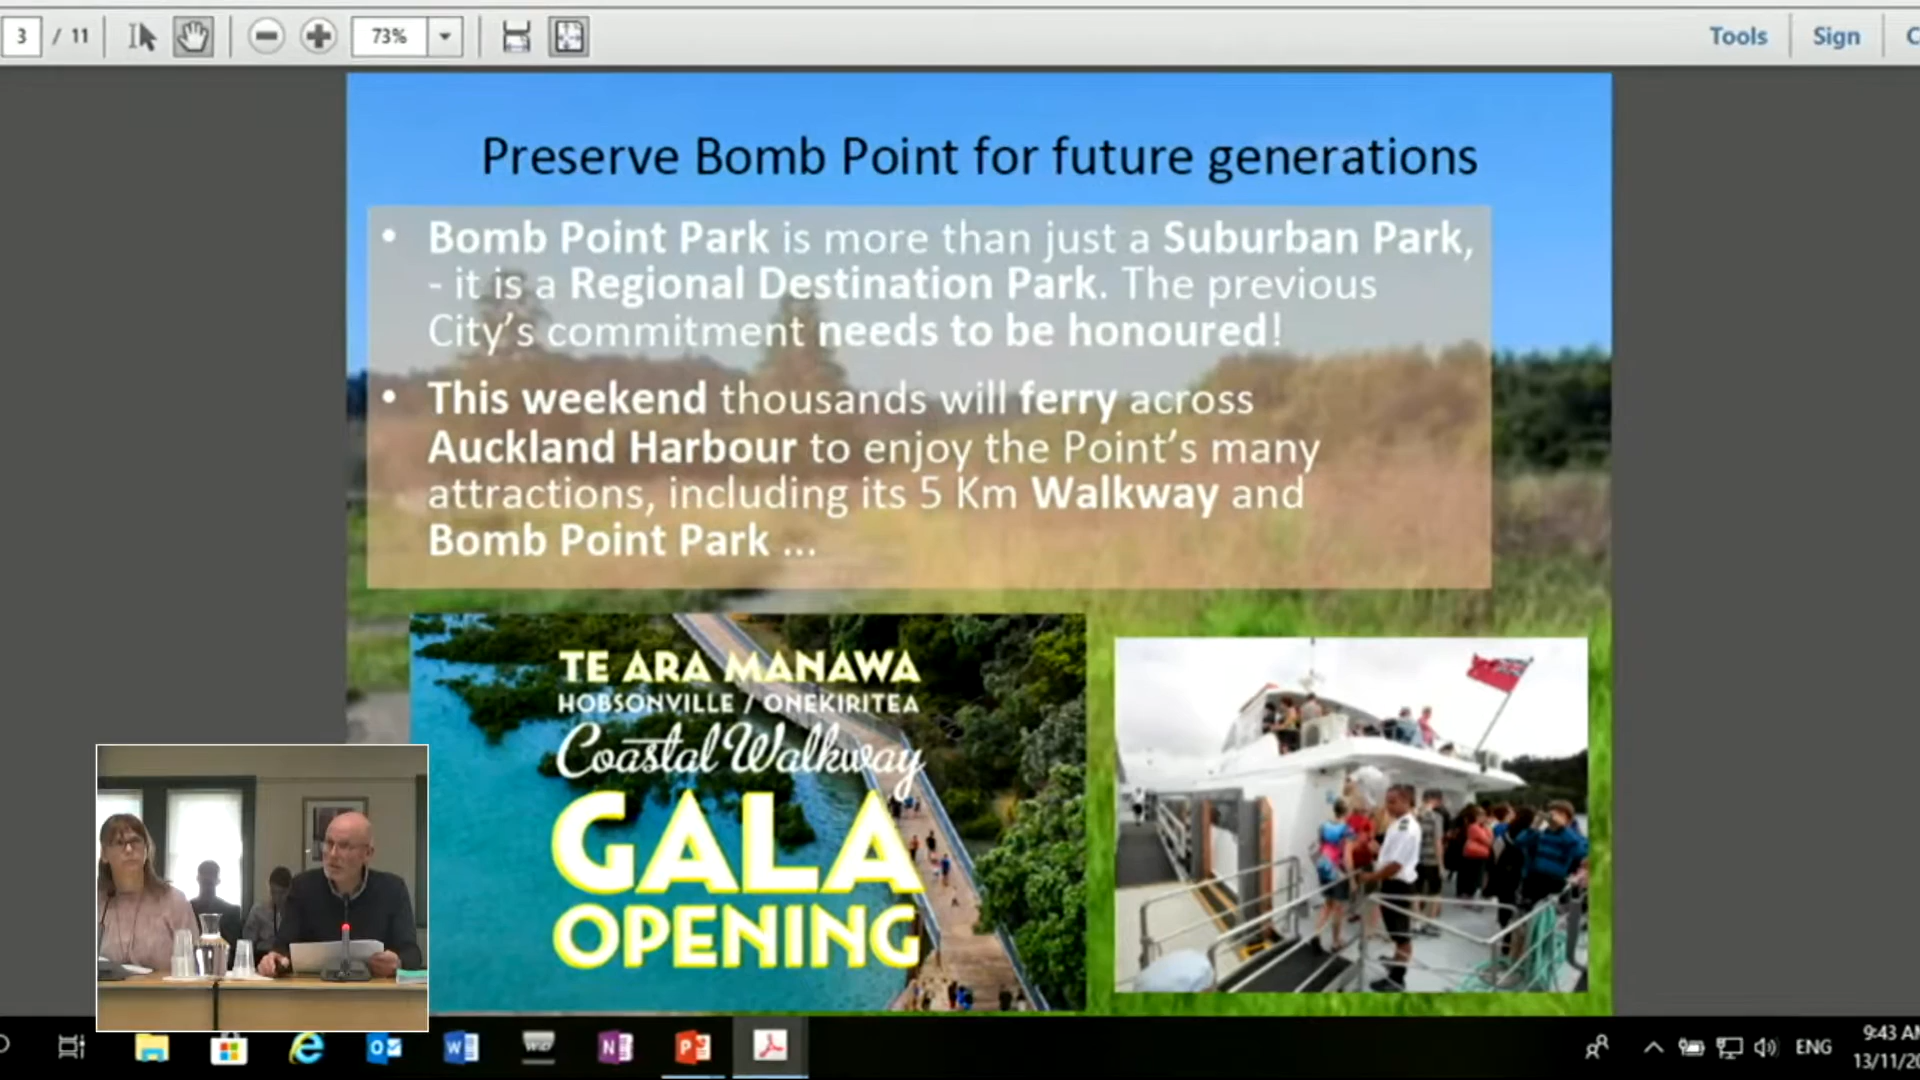 3 / 11
73%
Tools
Sign
Preserve Bomb Point for future generations
• Bomb Point Park is more than just a Suburban Park,
- it is a Regional Destination Park. The previous
City’s commitment needs to be honoured!
• This weekend thousands will ferry across
Auckland Harbour to enjoy the Point’s many
attractions, including its 5 Km Walkway and
Bomb Point Park ...
TE ARA MANAWA
HOBSONVILLE / ONEKIRITEA
Coastal Walkway
GALA
OPENING
ENG
9:43 AM
13/11/20